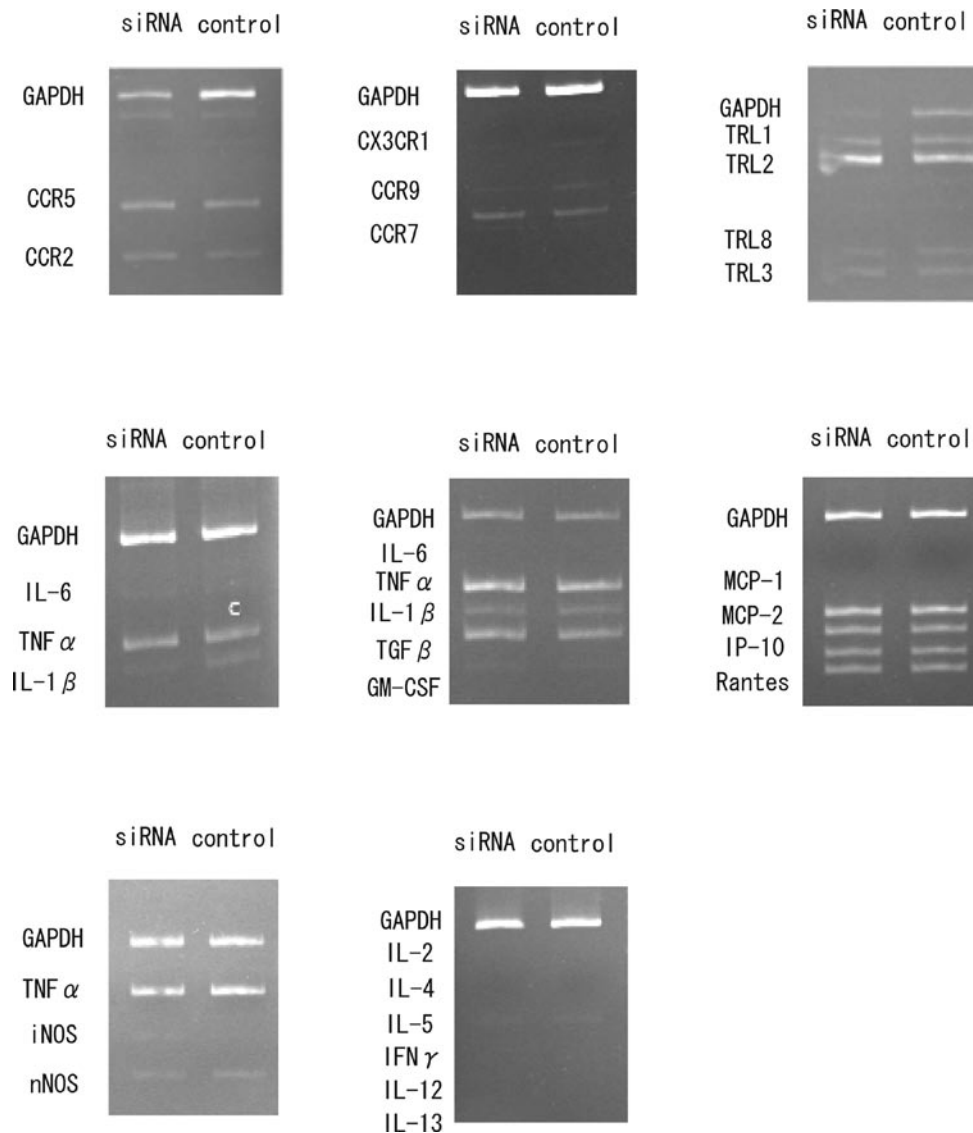 siRNA control
GAPDH
CCR5
CCR2
siRNA control
GAPDH
CX3CR1
CCR9
CCR7
siRNA control
GAPDH
TRL1
TRL2
TRL8
TRL3
siRNA control
GAPDH
IL-6
TNF α
IL-1 β
c
siRNA control
GAPDH
IL-6
TNF α
IL-1 β
TGF β
GM-CSF
siRNA control
GAPDH
MCP-1
MCP-2
IP-10
Rantes
siRNA control
GAPDH
TNF α
iNOS
nNOS
siRNA control
GAPDH
IL-2
IL-4
IL-5
IFN γ
IL-12
IL-13